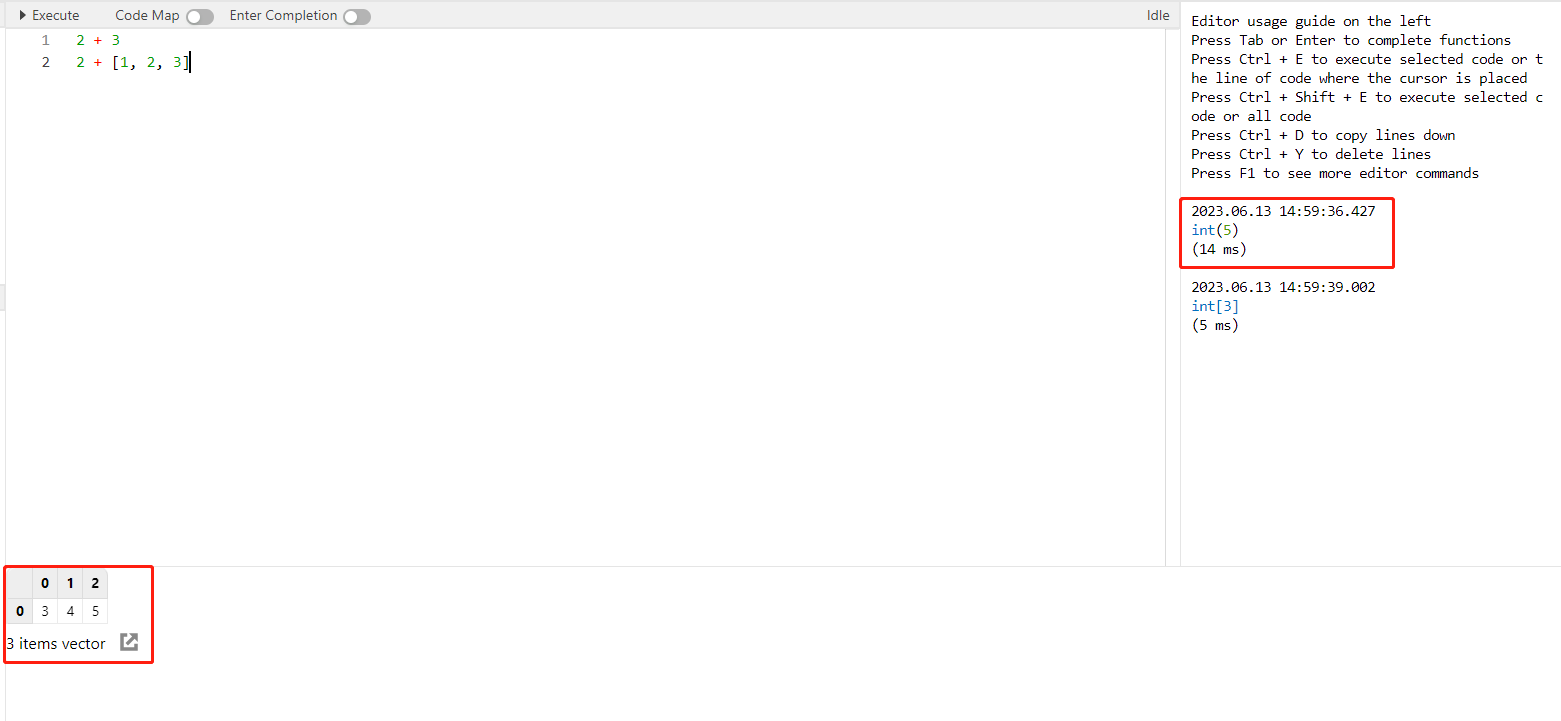 Execute Code Map Enter Completion Idle
1 2 + 3
2 2 + [1, 2, 3]
Editor usage guide on the left
Press Tab or Enter to complete functions
Press Ctrl + E to execute selected code or t
he line of code where the cursor is placed
Press Ctrl + Shift + E to execute selected c
ode or all code
Press Ctrl + D to copy lines down
Press Ctrl + Y to delete lines
Press F1 to see more editor commands
2023.06.13 14:59:36.427
int(5)
(14 ms)
2023.06.13 14:59:39.002
int[3]
(5 ms)
0 1 2
0 3 4 5
3 items vector